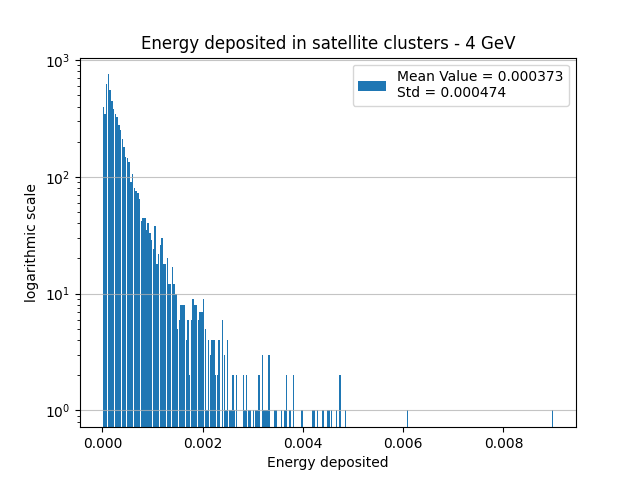 Energy deposited in satellite clusters - 4 GeV
Mean Value = 0.000373
Std = 0.000474
logarithmic scale
10³
10²
10¹
10⁰
0.000 0.002 0.004 0.006 0.008
Energy deposited